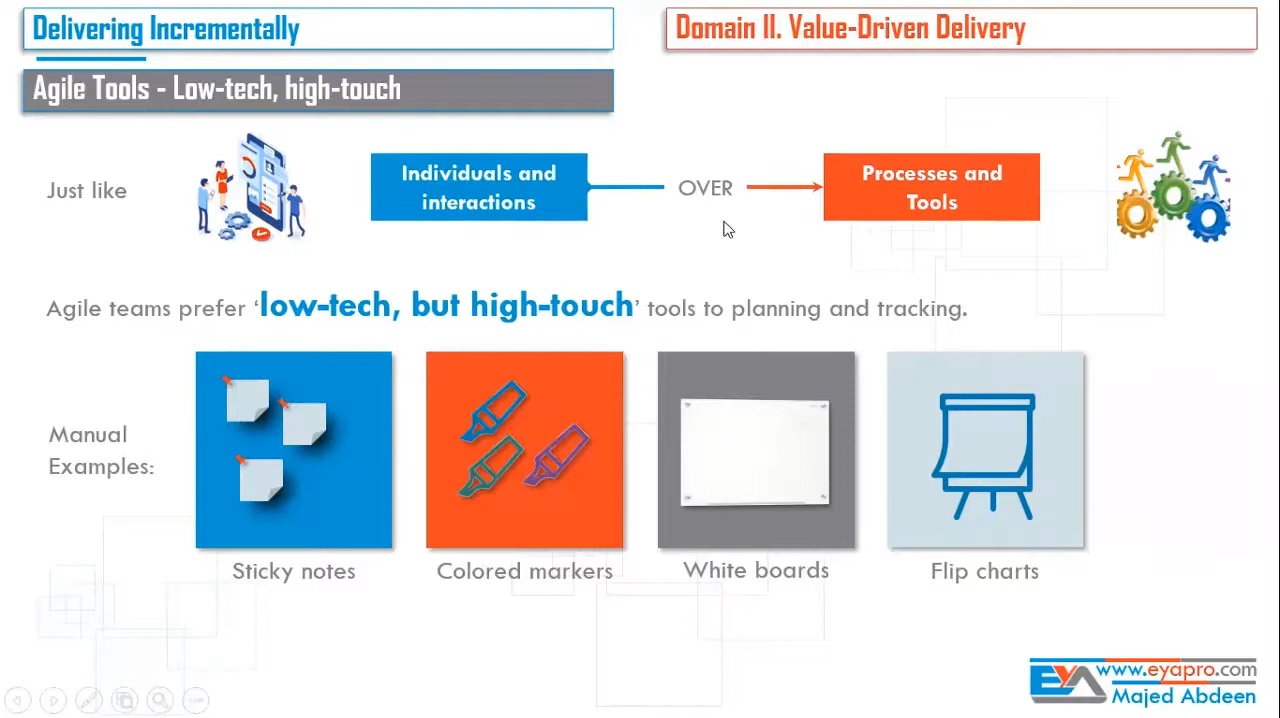 Delivering Incrementally
Domain II. Value-Driven Delivery
Agile Tools - Low-tech, high-touch
Just like
Individuals and
interactions
OVER
Processes and
Tools
Agile teams prefer ‘low-tech, but high-touch’ tools to planning and tracking.
Manual
Examples:
Sticky notes
Colored markers
White boards
Flip charts
EYA
www.eyapro.com
Majed Abdeen